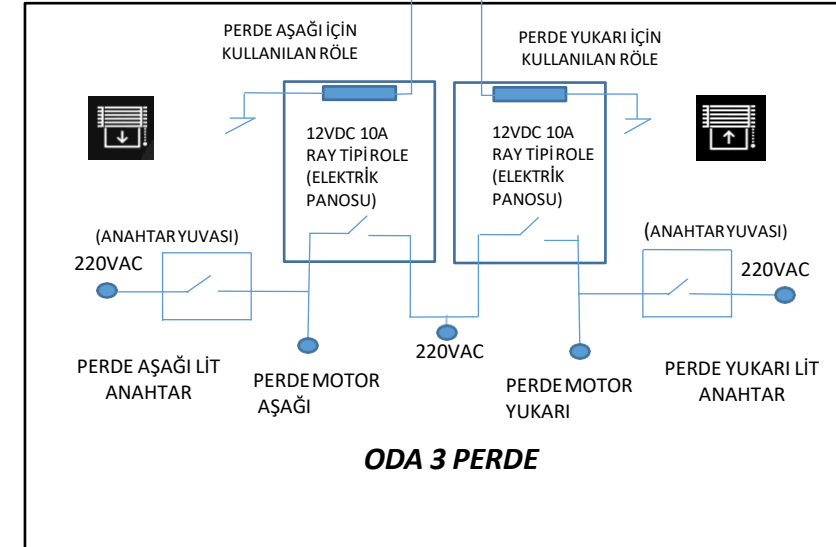 PERDE AŞAĞI İÇİN
KULLANILAN RÖLE
PERDE YUKARI İÇİN
KULLANILAN RÖLE
12VDC 10A
RAY TİPİ ROLE
(ELEKTRİK
PANOSU)
12VDC 10A
RAY TİPİ ROLE
(ELEKTRİK
PANOSU)
(ANAHTAR YUVASI)
220VAC
(ANAHTAR YUVASI)
220VAC
220VAC
PERDE AŞAĞI LİT
ANAHTAR
PERDE MOTOR
AŞAĞI
PERDE MOTOR
YUKARI
PERDE YUKARI LİT
ANAHTAR
ODA 3 PERDE